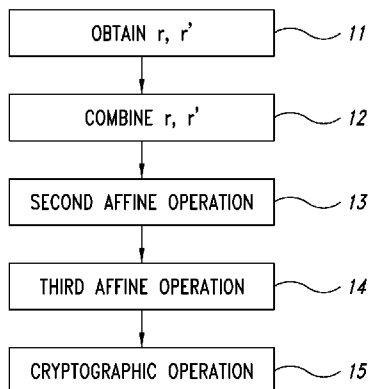 OBTAIN r, r' 11
COMBINE r, r' 12
SECOND AFFINE OPERATION 13
THIRD AFFINE OPERATION 14
CRYPTOGRAPHIC OPERATION 15